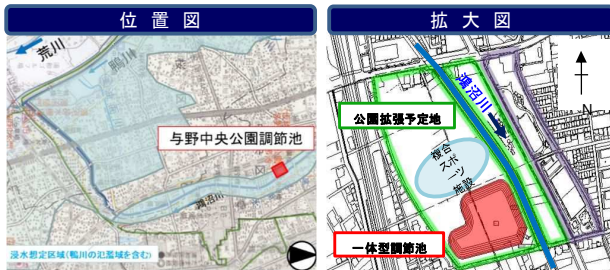 位置図
荒川
鴨川
与野中央公園調節池
鴻沼川
浸水想定区域(鴨川の氾濫域を含む)
拡大図
鴻沼川
公園拡張予定地
複合
スポーツ
施設
一体型調節池
N